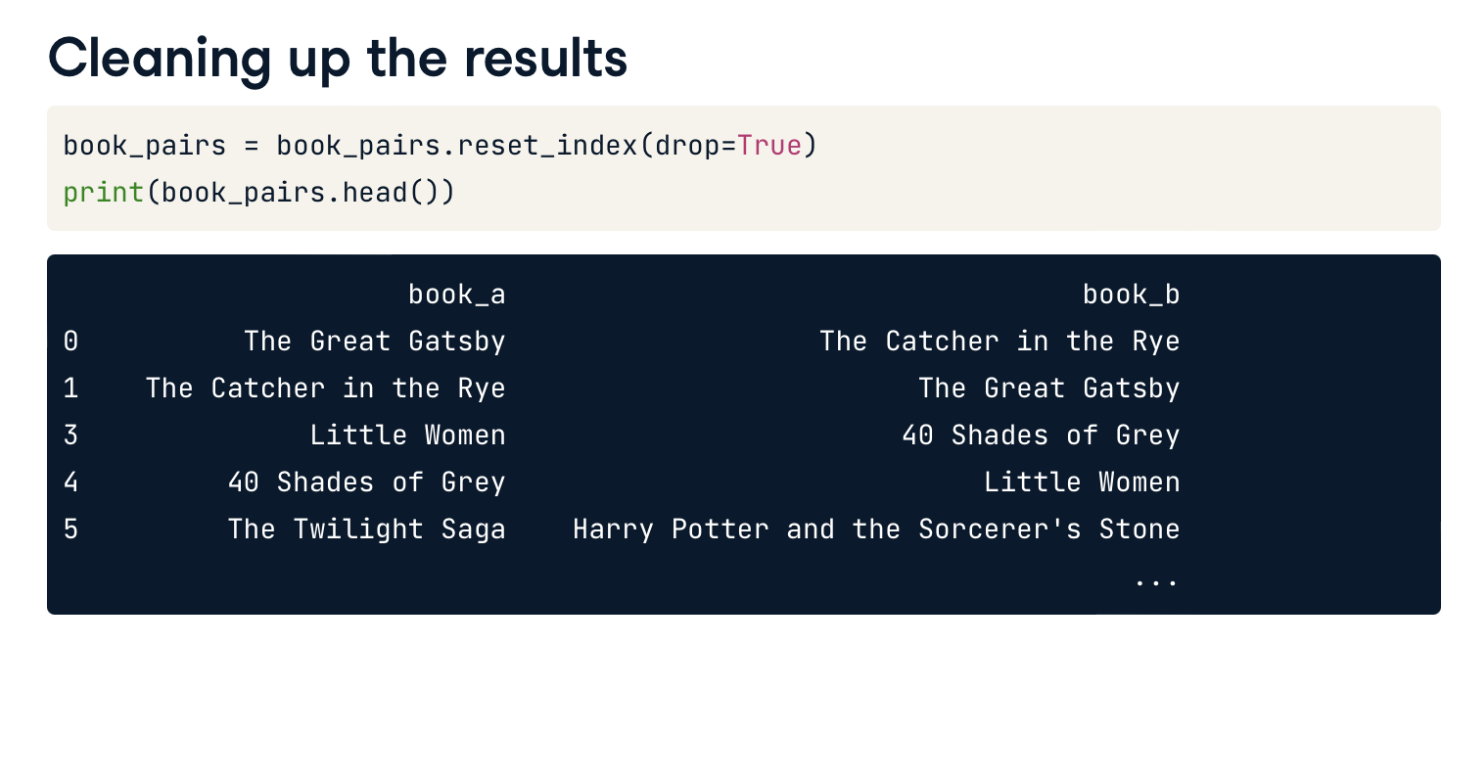 Cleaning up the results
book_pairs = book_pairs.reset_index(drop=True)
print(book_pairs.head())
book_a book_b
0 The Great Gatsby The Catcher in the Rye
1 The Catcher in the Rye The Great Gatsby
3 Little Women 40 Shades of Grey
4 40 Shades of Grey Little Women
5 The Twilight Saga Harry Potter and the Sorcerer's Stone
...